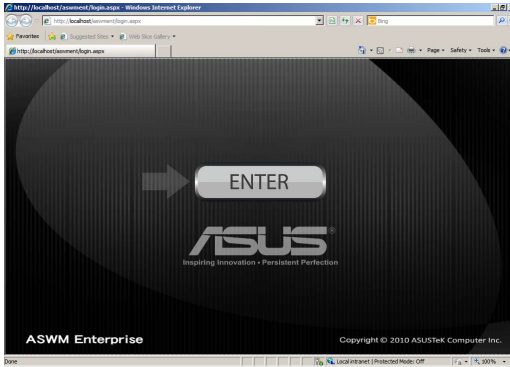 http://localhost/aswment/login.aspx - Windows Internet Explorer
http://localhost/aswment/login.aspx
Bing
Favorites
Suggested Sites
Web Slice Gallery
http://localhost/aswment/login.aspx
Page
Safety
Tools
ENTER
ASUS
Inspiring Innovation • Persistent Perfection
ASWM Enterprise
Copyright © 2010 ASUSTeK Computer Inc.
Done
Local intranet | Protected Mode: Off
100%